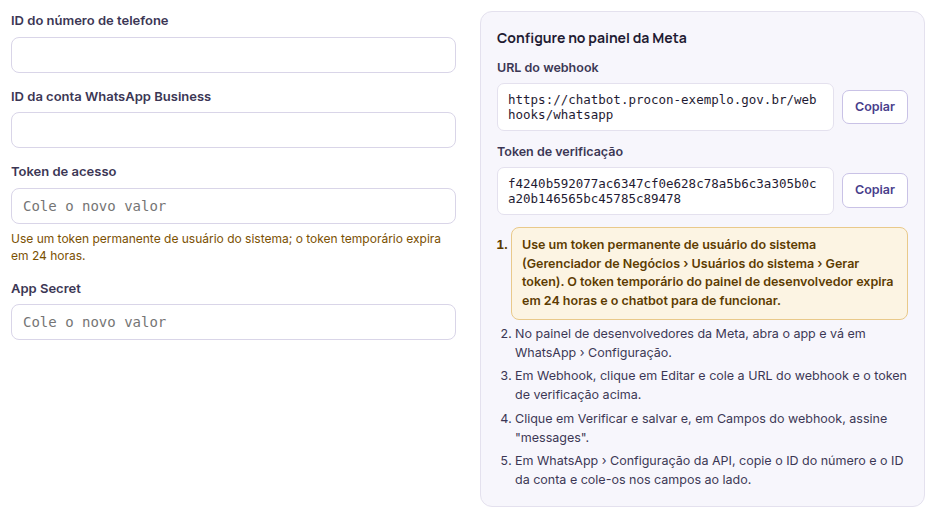 ID do número de telefone
ID da conta WhatsApp Business
Token de acesso
Cole o novo valor
Use um token permanente de usuário do sistema; o token temporário expira
em 24 horas.
App Secret
Cole o novo valor
Configure no painel da Meta
URL do webhook
https://chatbot.procon-exemplo.gov.br/web
hooks/whatsapp
Copiar
Token de verificação
f4240b592077ac6347cf0e628c78a5b6c3a305b0c
a20b146565bc45785c89478
Copiar
1. Use um token permanente de usuário do sistema
(Gerenciador de Negócios › Usuários do sistema › Gerar
token). O token temporário do painel de desenvolvedor expira
em 24 horas e o chatbot para de funcionar.
2. No painel de desenvolvedores da Meta, abra o app e vá em
WhatsApp › Configuração.
3. Em Webhook, clique em Editar e cole a URL do webhook e o token
de verificação acima.
4. Clique em Verificar e salvar e, em Campos do webhook, assine
"messages".
5. Em WhatsApp › Configuração da API, copie o ID do número e o ID
da conta e cole-os nos campos ao lado.